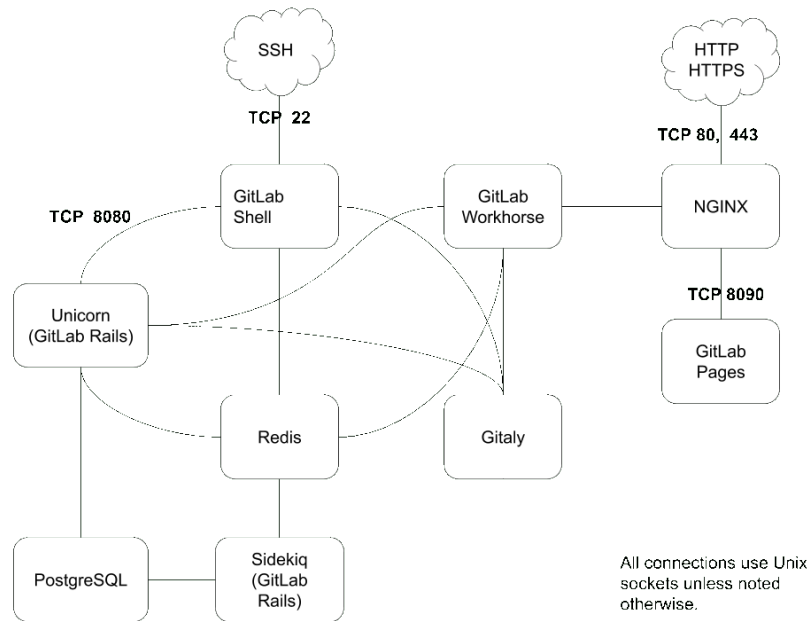 SSH
HTTP
HTTPS
TCP 22
TCP 80, 443
GitLab
Shell
GitLab
Workhorse
NGINX
TCP 8080
Unicorn
(GitLab Rails)
TCP 8090
GitLab
Pages
Redis
Gitaly
PostgreSQL
Sidekiq
(GitLab
Rails)
All connections use Unix
sockets unless noted
otherwise.